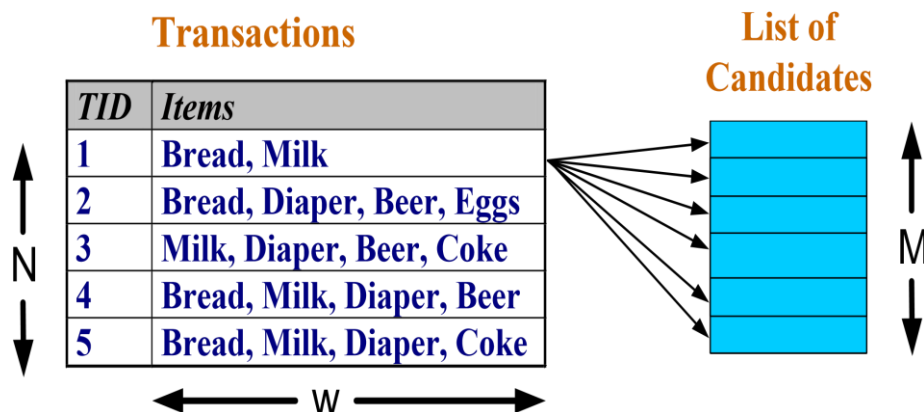 Transactions
List of
Candidates
TID Items
1 Bread, Milk
2 Bread, Diaper, Beer, Eggs
3 Milk, Diaper, Beer, Coke
4 Bread, Milk, Diaper, Beer
5 Bread, Milk, Diaper, Coke
N
M
w